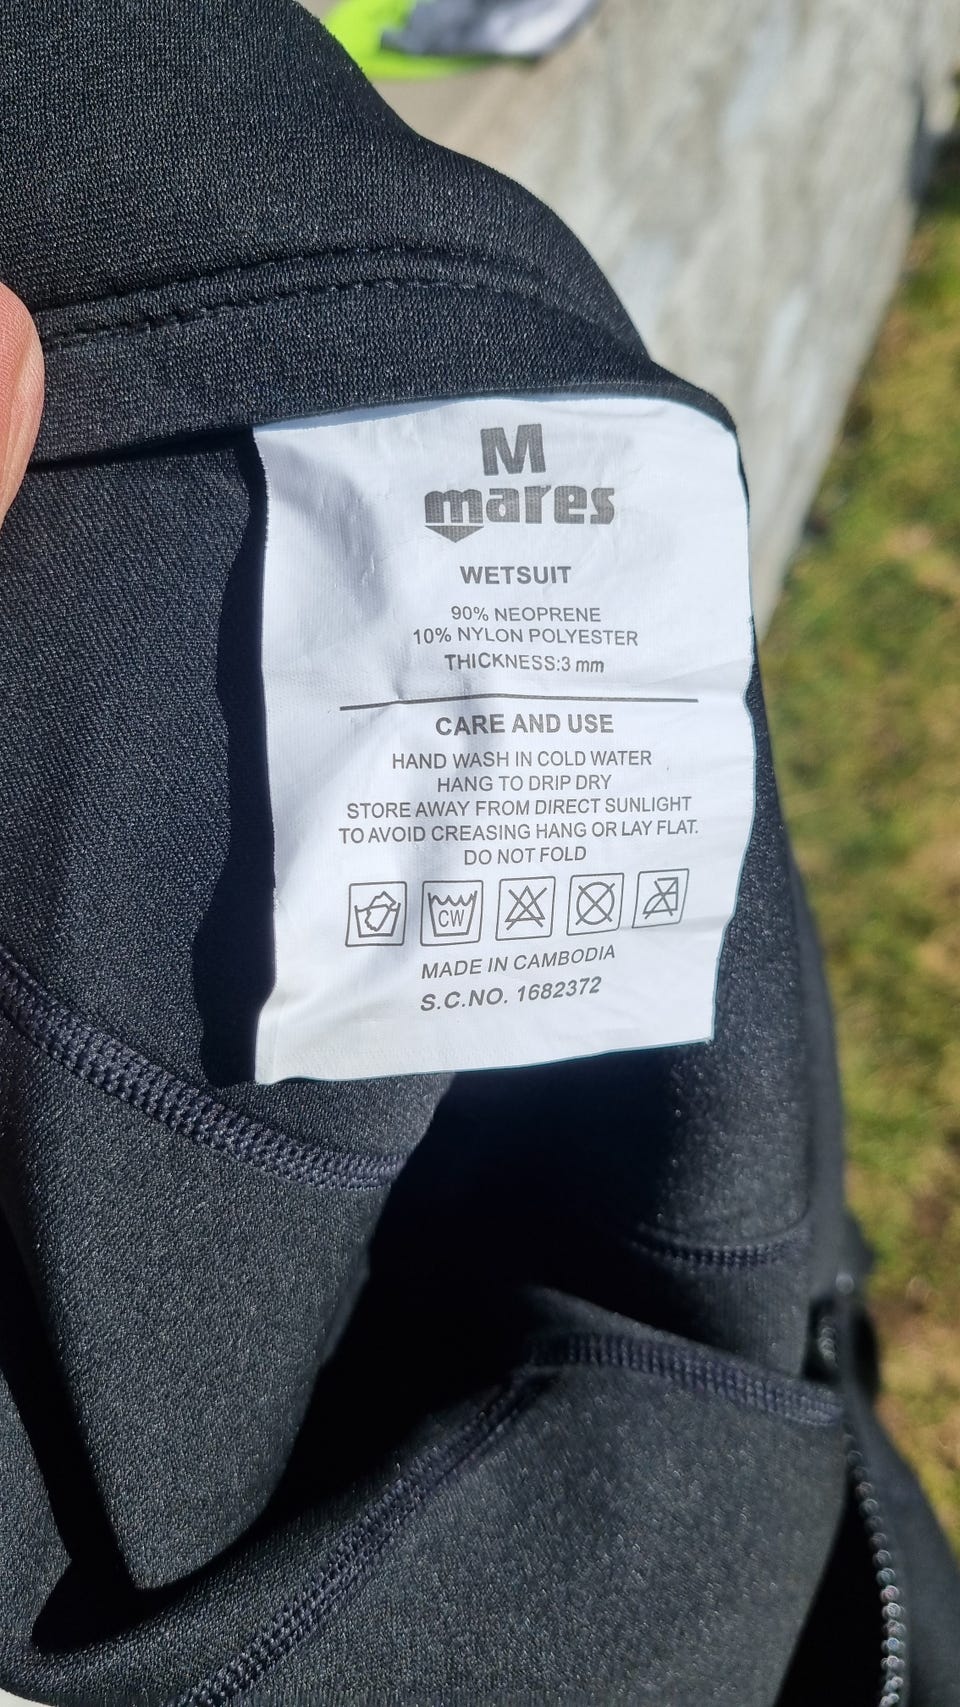 M
mares
WETSUIT
90% NEOPRENE
10% NYLON POLYESTER
THICKNESS:3 mm
CARE AND USE
HAND WASH IN COLD WATER
HANG TO DRIP DRY
STORE AWAY FROM DIRECT SUNLIGHT
TO AVOID CREASING HANG OR LAY FLAT.
DO NOT FOLD
CW
MADE IN CAMBODIA
S.C.NO. 1682372